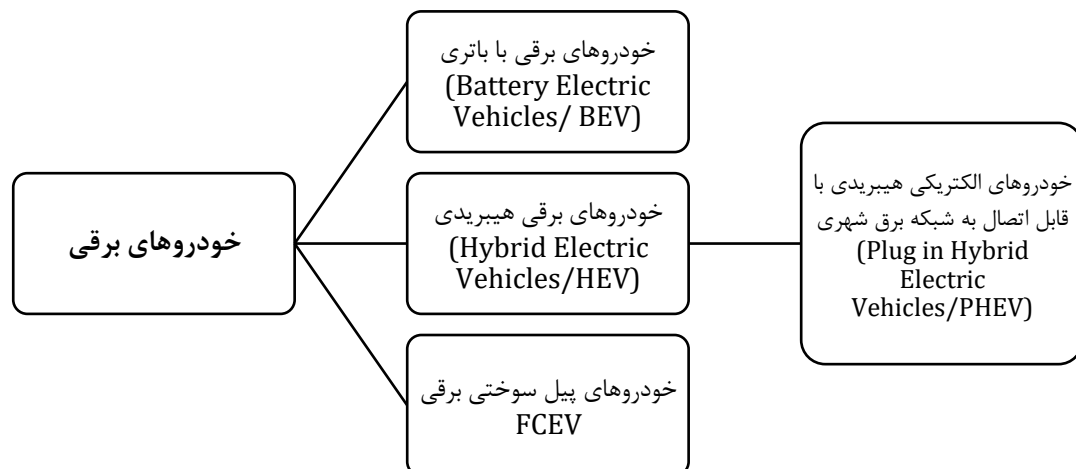 خودروهای برقی
خودروهای برقی با باتری
(Battery Electric
Vehicles/ BEV)
خودروهای برقی هیبریدی
(Hybrid Electric
Vehicles/HEV)
خودروهای پیل سوختی برقی
FCEV
خودروهای الکتریکی هیبریدی با
قابل اتصال به شبکه برق شهری
(Plug in Hybrid
Electric
Vehicles/PHEV)